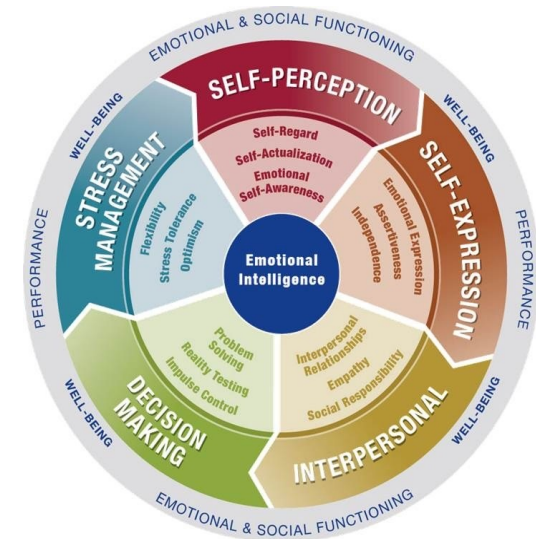 EMOTIONAL & SOCIAL FUNCTIONING
WELL-BEING
WELL-BEING
SELF-PERCEPTION
Self-Regard
Self-Actualization
Emotional
Self-Awareness
SELF-EXPRESSION
Emotional Expression
Assertiveness
Independence
PERFORMANCE
INTERPERSONAL
Interpersonal
Relationships
Empathy
Social Responsibility
WELL-BEING
DECISION
MAKING
Problem
Solving
Reality Testing
Impulse Control
WELL-BEING
STRESS
MANAGEMENT
Flexibility
Stress Tolerance
Optimism
PERFORMANCE
Emotional
Intelligence
EMOTIONAL & SOCIAL FUNCTIONING